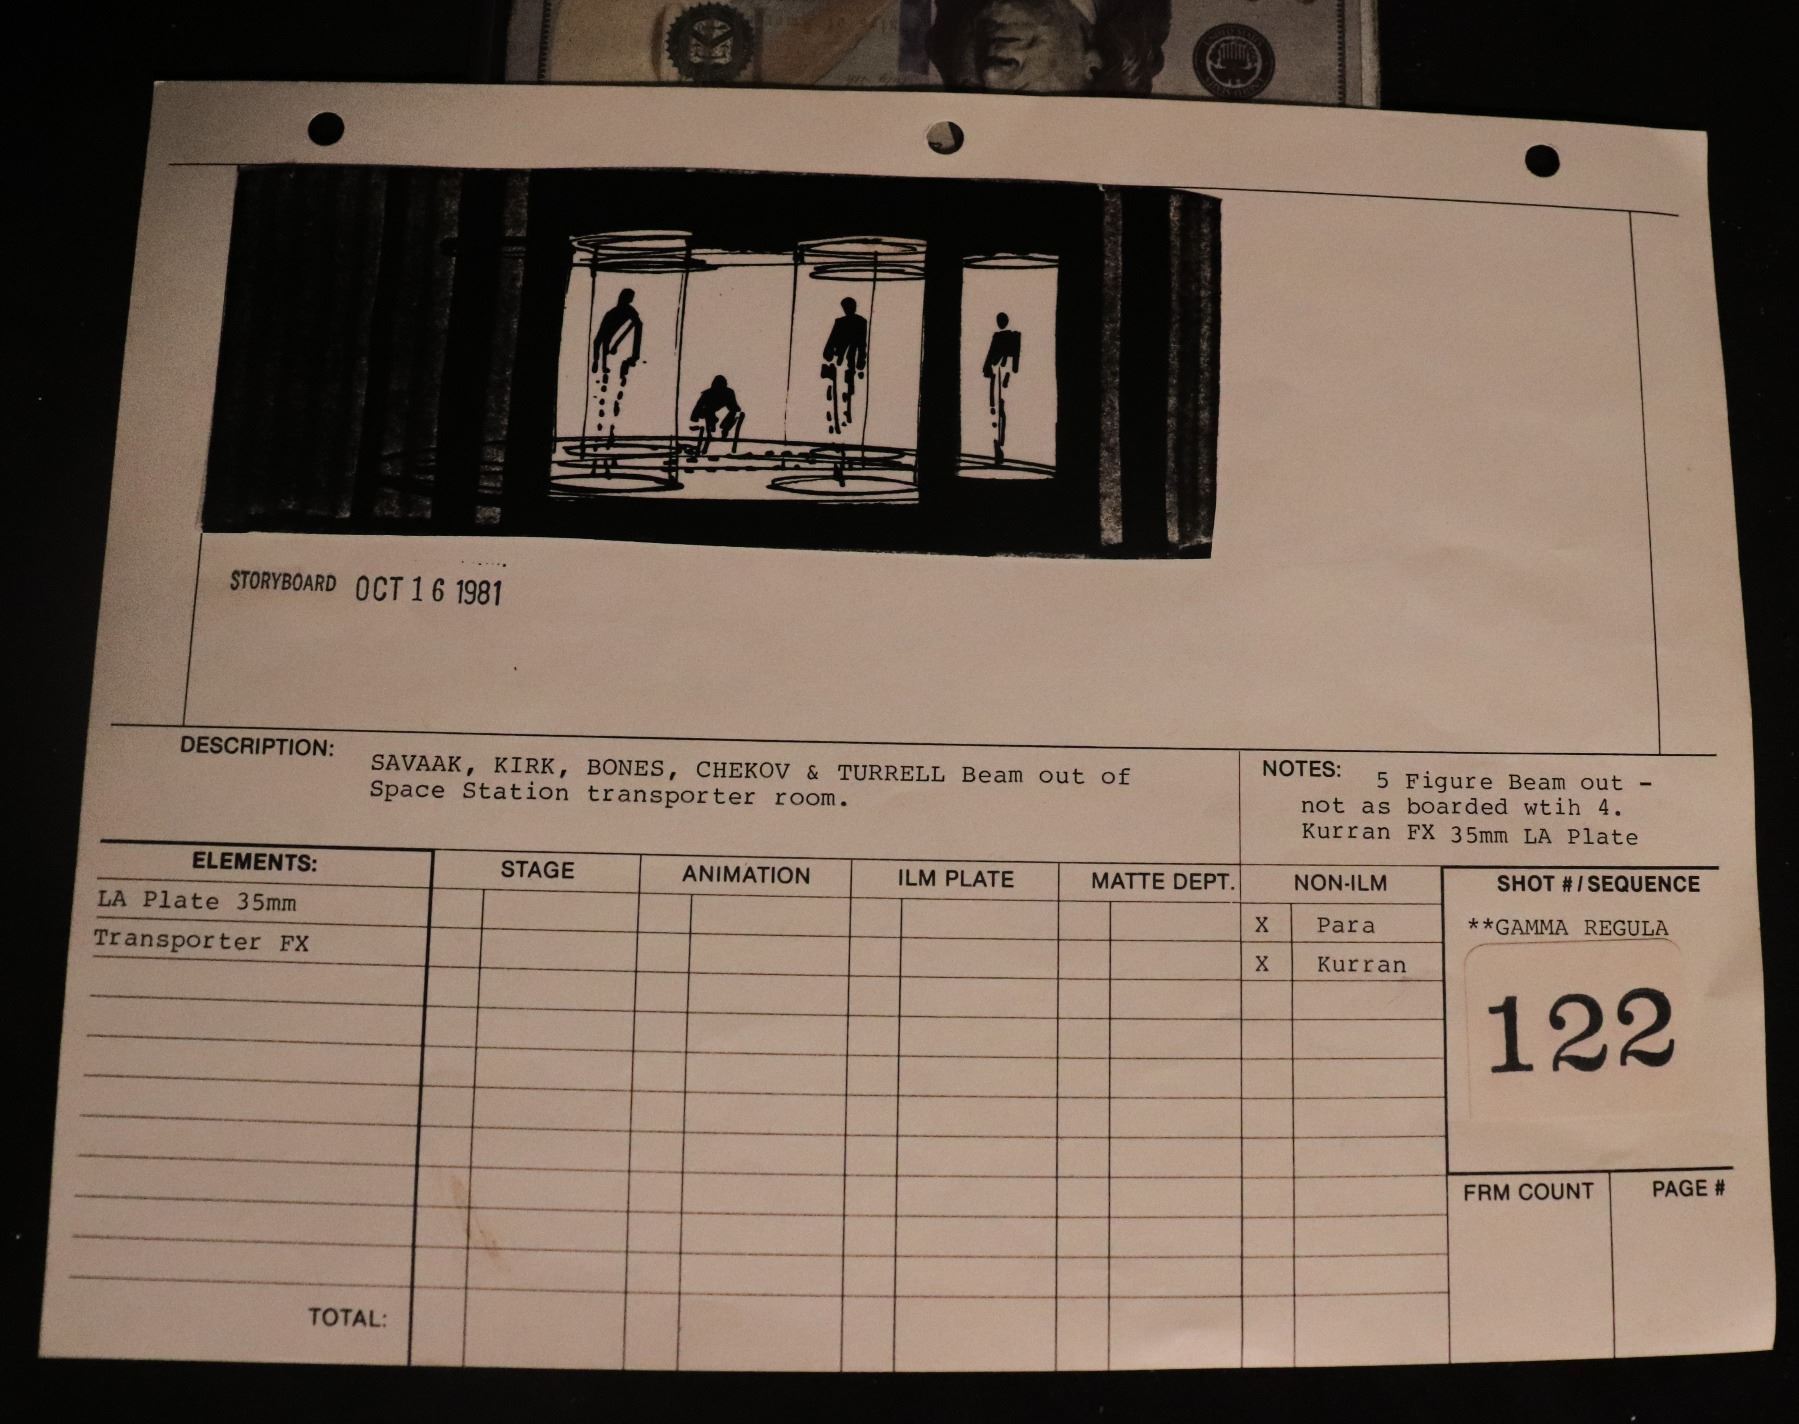 STORYBOARD OCT 16 1981
DESCRIPTION:
SAVAAK, KIRK, BONES, CHEKOV & TURRELL Beam out of
Space Station transporter room.
NOTES: 5 Figure Beam out -
not as boarded wtih 4.
Kurran FX 35mm LA Plate
ELEMENTS: STAGE ANIMATION ILM PLATE MATTE DEPT. NON-ILM SHOT #/SEQUENCE
LA Plate 35mm X Para
Transporter FX X Kurran
**GAMMA REGULA
122
FRM COUNT PAGE #
TOTAL: